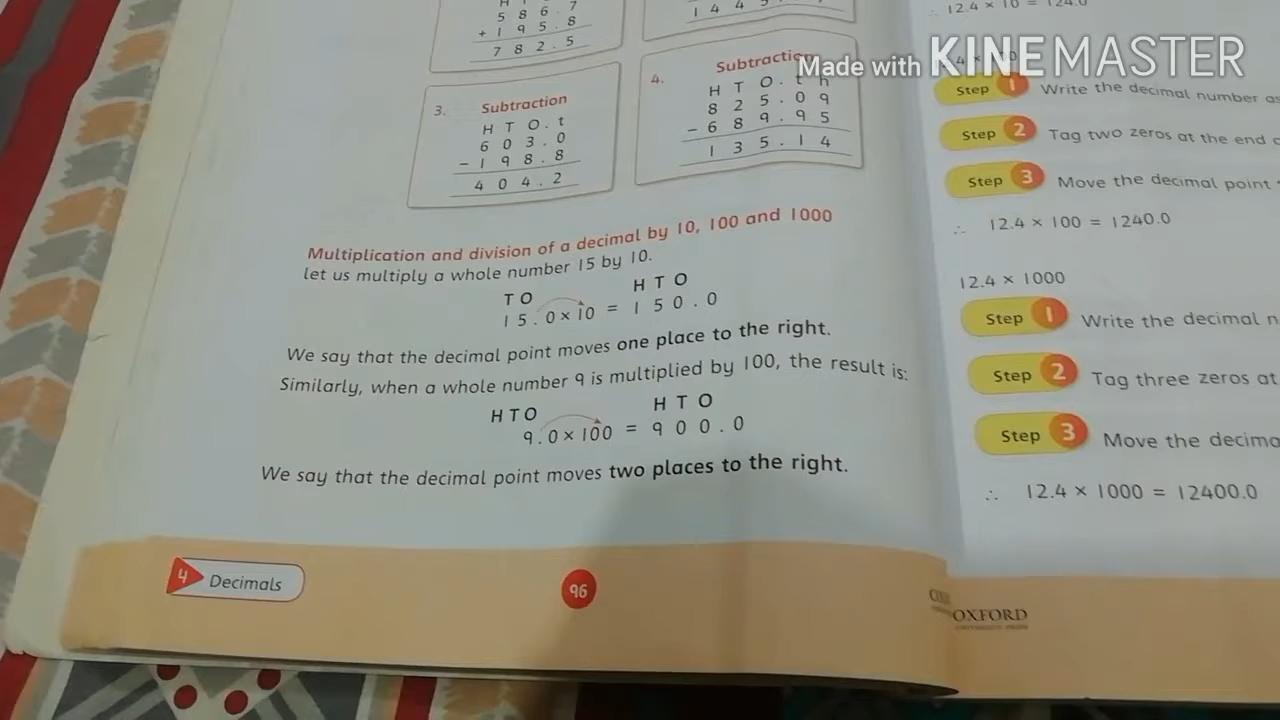 5 8 6 . 7
+ 1 9 5 . 8
7 8 2 . 5
3. Subtraction
H T O . t
6 0 3 . 0
- 1 9 8 . 8
4 0 4 . 2
4. Subtraction
H T O . t h
8 2 5 . 0 9
- 6 8 9 . 9 5
1 3 5 . 1 4
Multiplication and division of a decimal by 10, 100 and 1000
let us multiply a whole number 15 by 10.
T O H T O
1 5 . 0 × 10 = 1 5 0 . 0
We say that the decimal point moves one place to the right.
Similarly, when a whole number 9 is multiplied by 100, the result is:
H T O H T O
9 . 0 × 100 = 9 0 0 . 0
We say that the decimal point moves two places to the right.
4 Decimals
96
∴ 12.4 × 10 = 124.0
Made with KINEMASTER
Step 1 Write the decimal number as
Step 2 Tag two zeros at the end
Step 3 Move the decimal point
∴ 12.4 × 100 = 1240.0
12.4 × 1000
Step 1 Write the decimal
Step 2 Tag three zeros at
Step 3 Move the
∴ 12.4 × 1000 = 12400.0
OXFORD